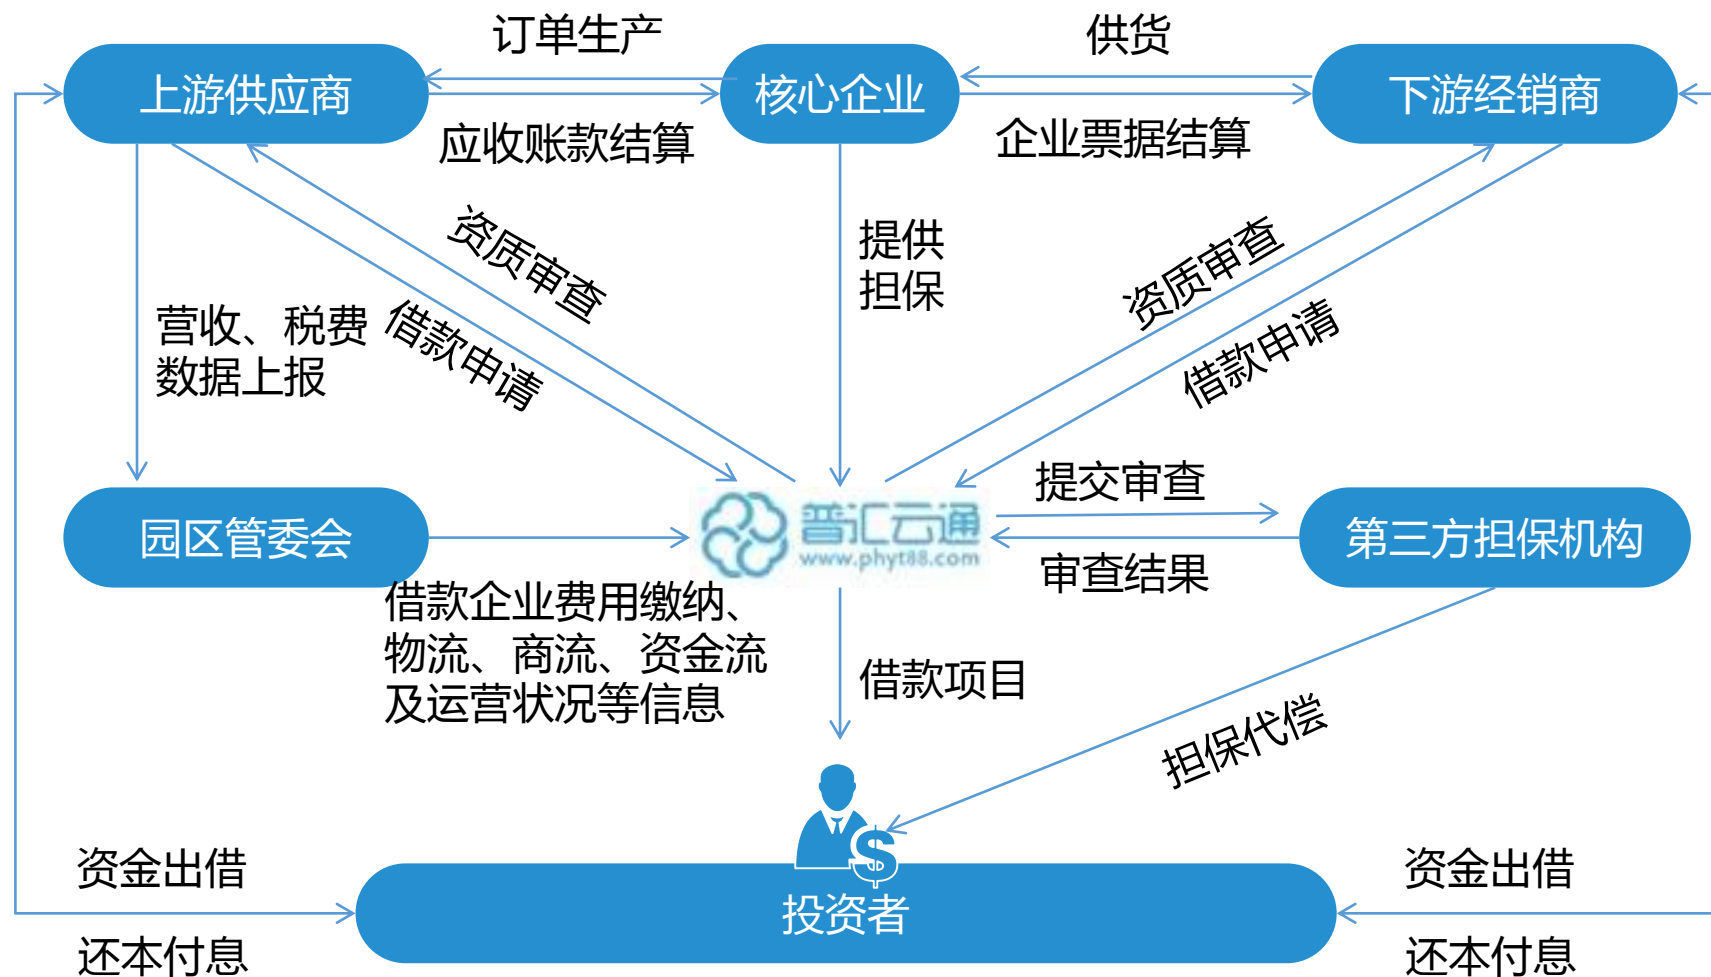 订单生产
供货
上游供应商
核心企业
下游经销商
应收账款结算
企业票据结算
资质审查
提供
担保
资质审查
营收、税费
数据上报
借款申请
借款申请
提交审查
园区管委会
普汇云通
www.phyt88.com
第三方担保机构
审查结果
借款企业费用缴纳、
物流、商流、资金流
及运营状况等信息
借款项目
担保代偿
$
资金出借
资金出借
投资者
还本付息
还本付息